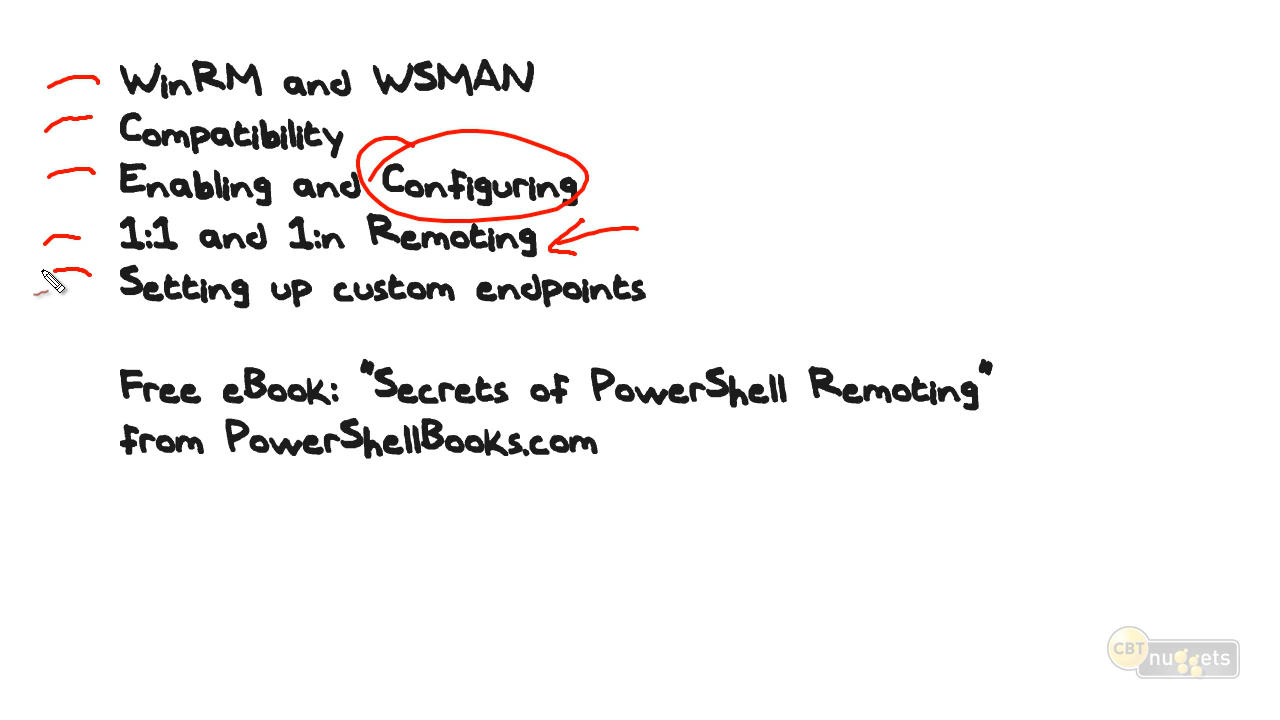 WinRM and WSMAN
Compatibility
Enabling and Configuring
1:1 and 1:n Remoting
Setting up custom endpoints
Free eBook: "Secrets of PowerShell Remoting"
from PowerShellBooks.com
CBT nuggets